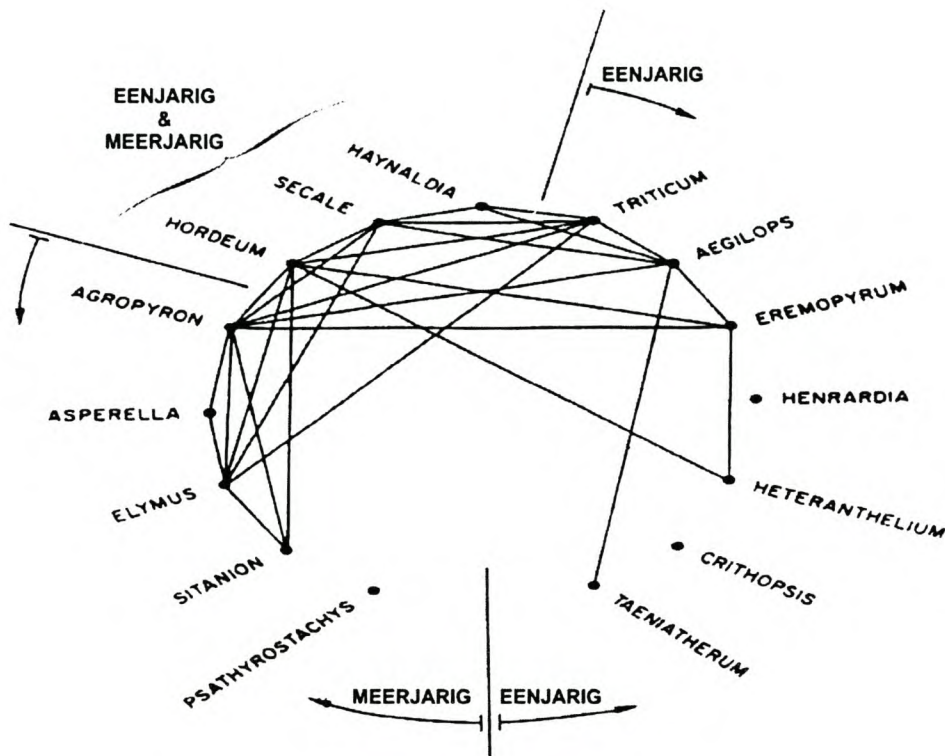 EENJARIG
EENJARIG
&
MEERJARIG
HAYNALDIA
SECALE
TRITICUM
HORDEUM
AEGILOPS
AGROPYRON
EREMOPYRUM
ASPERELLA
HENRARDIA
ELYMUS
HETERANTHELIUM
SITANION
CRITHOPSIS
PSATHYROSTACHYS
TAENIATHERUM
MEERJARIG
EENJARIG